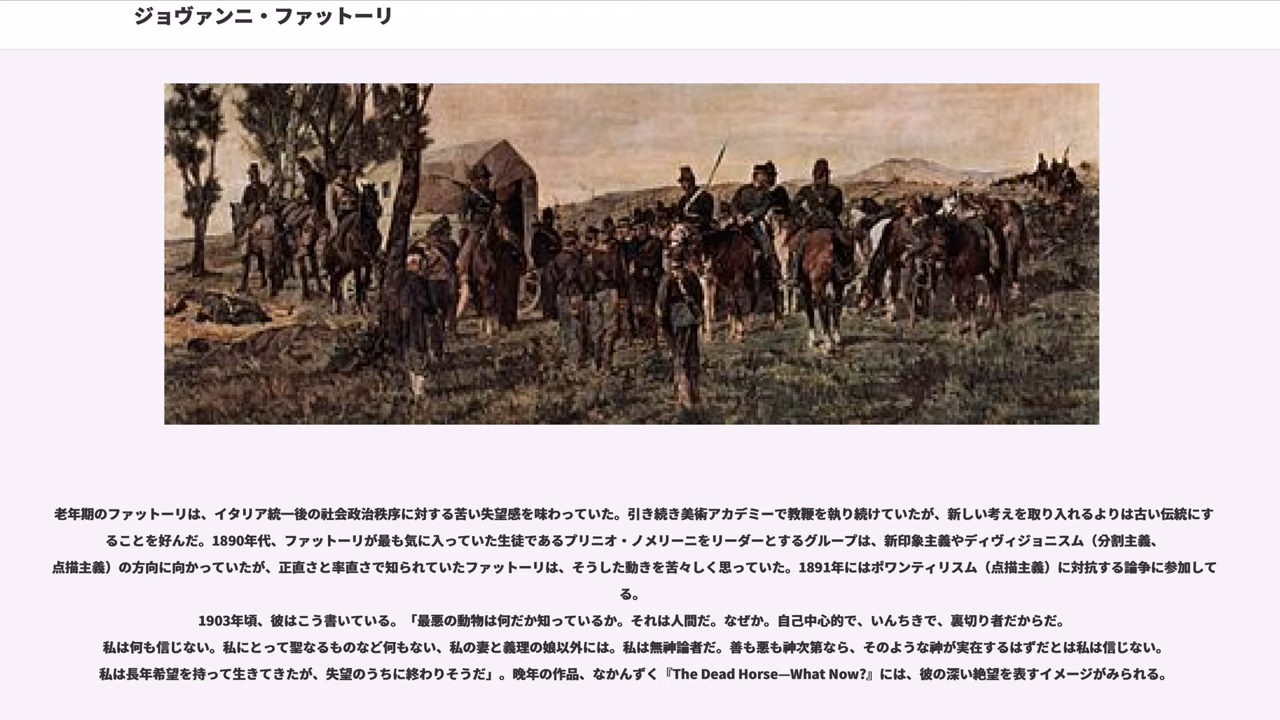 ジョヴァンニ・ファットーリ
老年期のファットーリは、イタリア統一後の社会政治秩序に対する苦い失望感を味わっていた。引き続き美術アカデミーで教鞭を執り続けていたが、新しい考えを取り入れるよりは古い伝統にす
ることを好んだ。1890年代、ファットーリが最も気に入っていた生徒であるプリニオ・ノメリーニをリーダーとするグループは、新印象主義やディヴィジョニスム（分割主義、
点描主義）の方向に向かっていたが、正直さと率直さで知られていたファットーリは、そうした動きを苦々しく思っていた。1891年にはポワンティリスム（点描主義）に対抗する論争に参加して
る。
1903年頃、彼はこう書いている。「最悪の動物は何だか知っているか。それは人間だ。なぜか。自己中心的で、いんちきで、裏切り者だからだ。
私は何も信じない。私にとって聖なるものなど何もない、私の妻と義理の娘以外には。私は無神論者だ。善も悪も神次第なら、そのような神が実在するはずだとは私は信じない。
私は長年希望を持って生きてきたが、失望のうちに終わりそうだ」。晩年の作品、なかんずく『The Dead Horse—What Now?』には、彼の深い絶望を表すイメージがみられる。